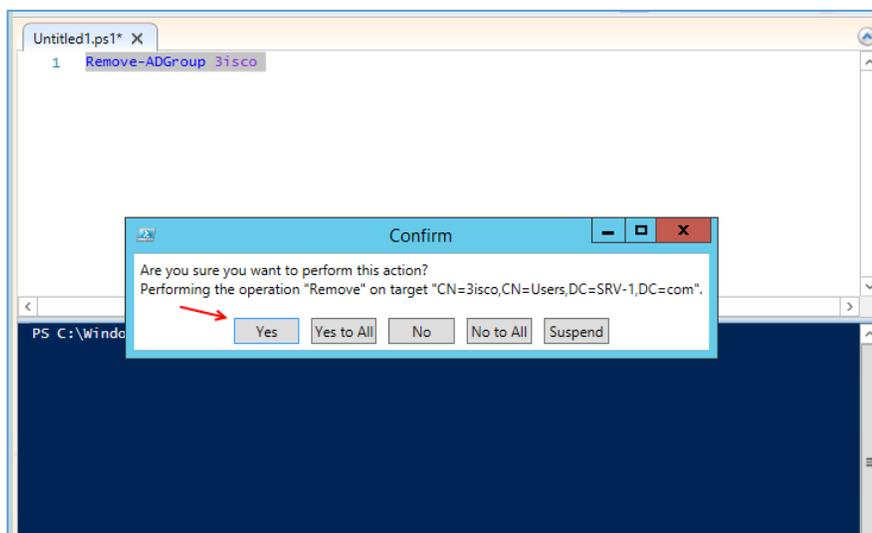 Untitled1.ps1* X
1 Remove-ADGroup 3isco
Confirm
Are you sure you want to perform this action?
Performing the operation "Remove" on target "CN=3isco,CN=Users,DC=SRV-1,DC=com".
Yes Yes to All No No to All Suspend
PS C:\Windo